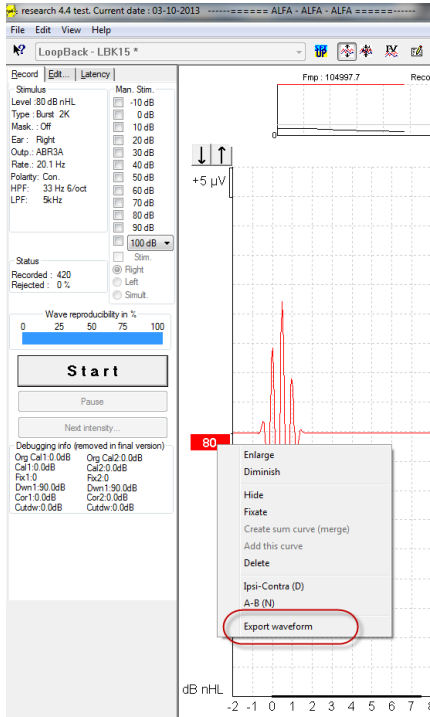 research 4.4 test. Current date : 03-10-2013 ------====== ALFA - ALFA - ALFA ======------
File Edit View Help
LoopBack - LBK15 *
UP
Record Edit... Latency
Fmp : 104997.7 Reco
Stimulus
Level :80 dB nHL
Type :Burst 2K
Mask. : Off
Ear : Right
Outp.: ABR3A
Rate.: 20.1 Hz
Polarity: Con.
HPF: 33 Hz 6/oct
LPF: 5kHz
Man. Stim.
-10 dB
0 dB
10 dB
20 dB
30 dB
40 dB
50 dB
60 dB
70 dB
80 dB
90 dB
100 dB
Stim.
Right
Left
Simult.
Status
Recorded : 420
Rejected : 0 %
Wave reproducibility in %
0 25 50 75 100
Start
Pause
Next intensity...
Debugging info (removed in final version)
Org Cal1:0.0dB Org Cal2:0.0dB
Cal1:0.0dB Cal2:0.0dB
Fix1:0 Fix2:0
Dwn1:90.0dB Dwn1:90.0dB
Cor1:0.0dB Cor2:0.0dB
Cutdw:0.0dB Cutdw:0.0dB
0
+5 µV
80
Enlarge
Diminish
Hide
Fixate
Create sum curve (merge)
Add this curve
Delete
Ipsi-Contra (D)
A-B (N)
Export waveform
dB nHL
-2 -1 0 1 2 3 4 5 6 7 8